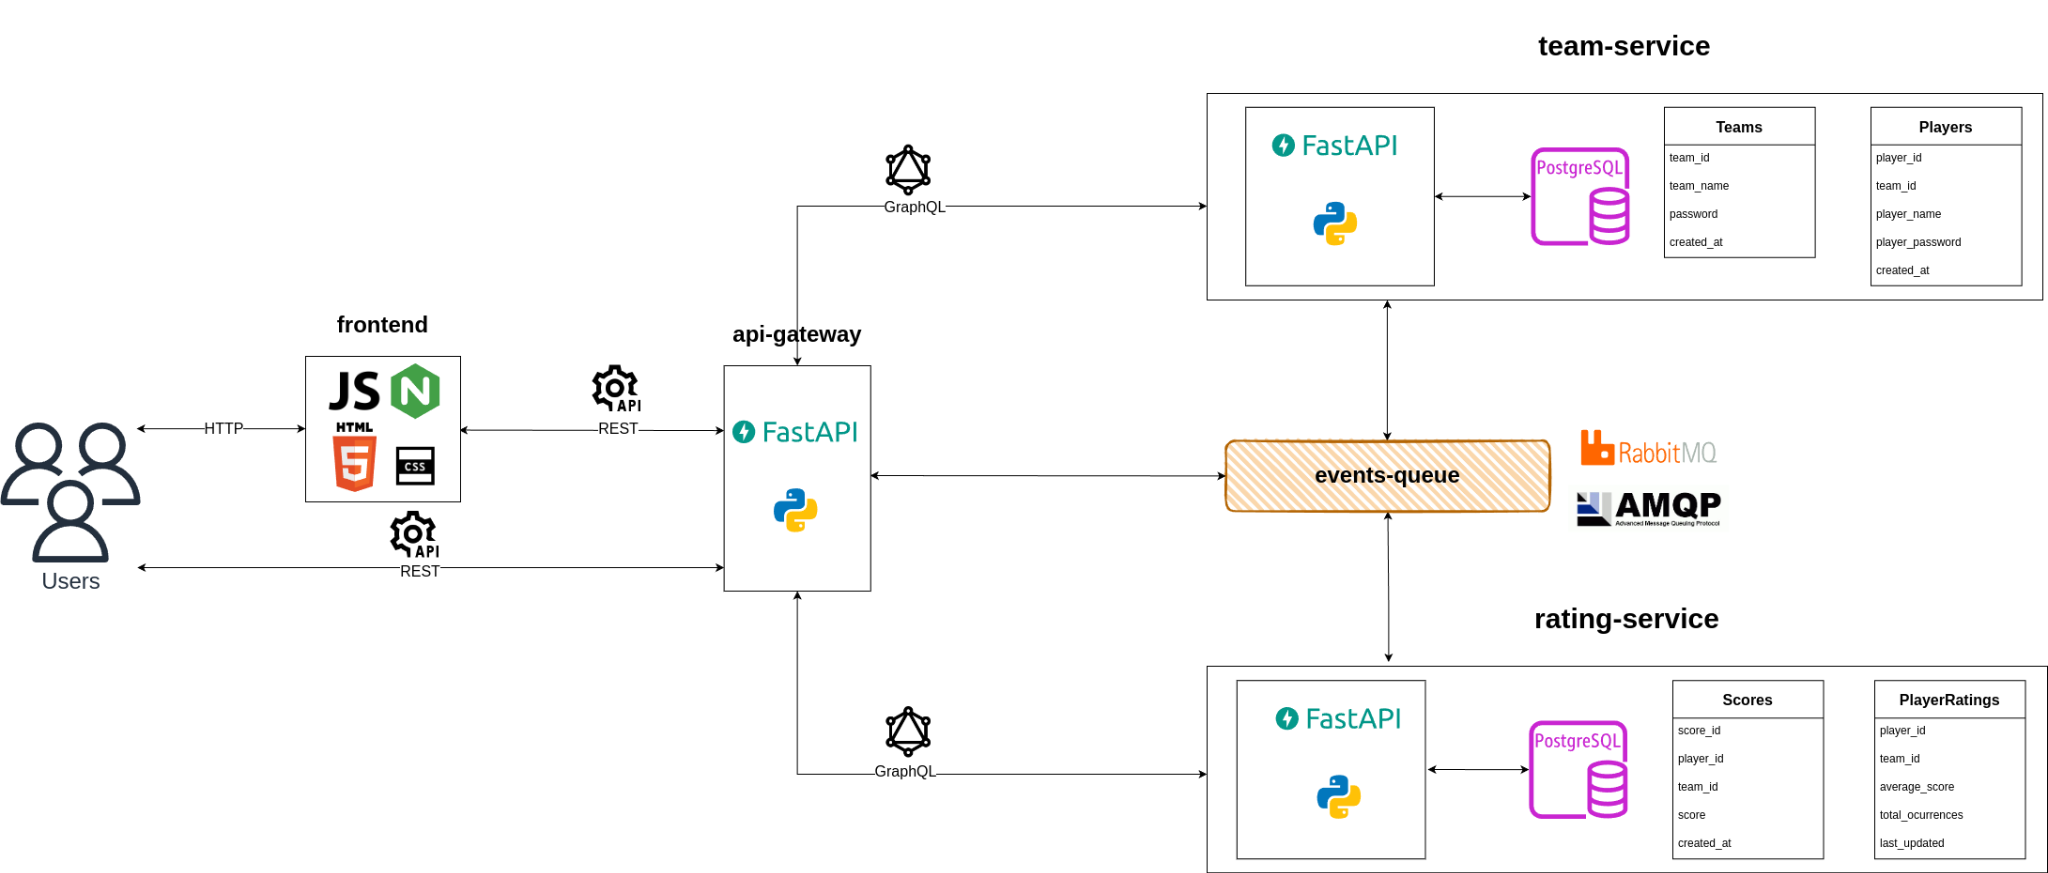 team-service
FastAPI
PostgreSQL
Teams
team_id
team_name
password
created_at
Players
player_id
team_id
player_name
player_password
created_at
GraphQL
frontend
JS
N
HTML
5
CSS
api-gateway
FastAPI
API
REST
HTTP
Users
API
REST
events-queue
RabbitMQ
AMQP
Advanced Message Queuing Protocol
rating-service
FastAPI
PostgreSQL
Scores
score_id
player_id
team_id
score
created_at
PlayerRatings
player_id
team_id
average_score
total_ocurrences
last_updated
GraphQL